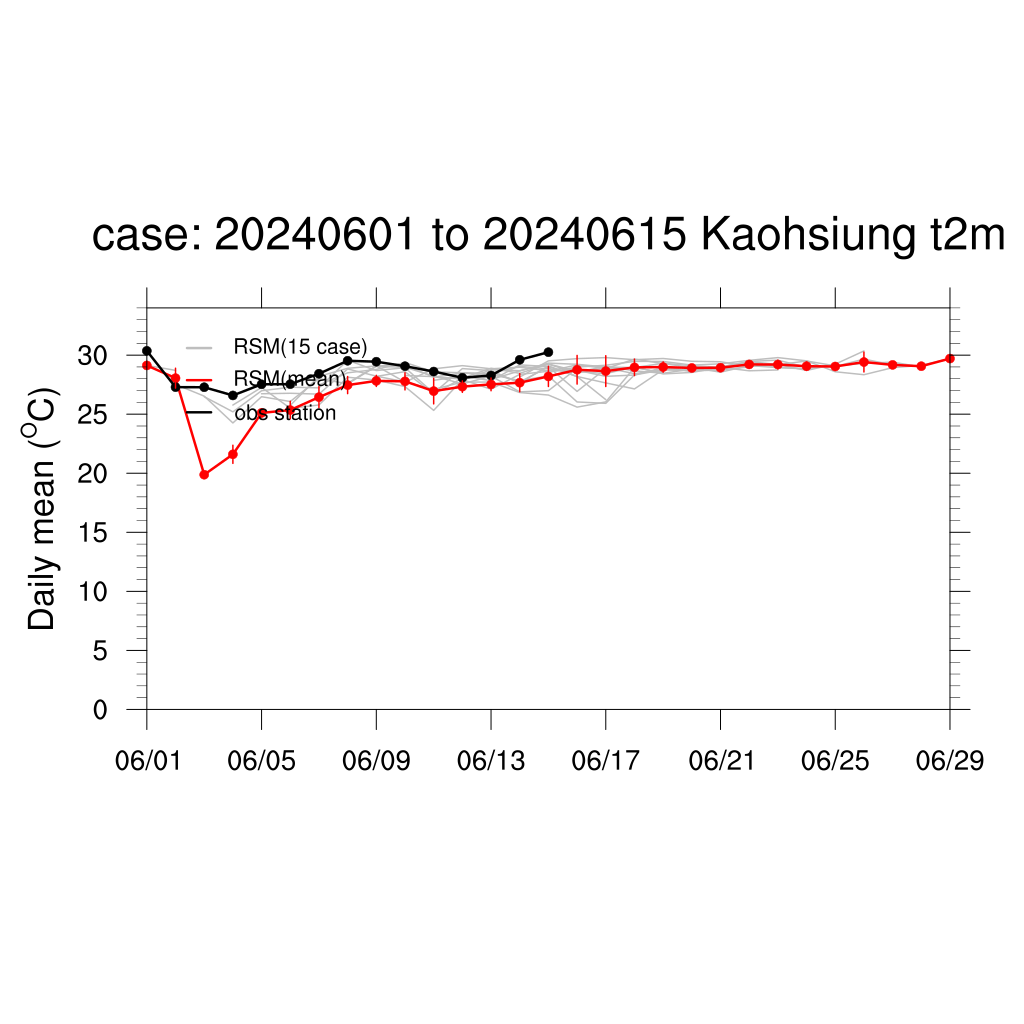 case: 20240601 to 20240615 Kaohsiung t2m
Daily mean (°C)
30
25
20
15
10
5
0
RSM(15 case)
RSM(mean)
obs station
06/01 06/05 06/09 06/13 06/17 06/21 06/25 06/29